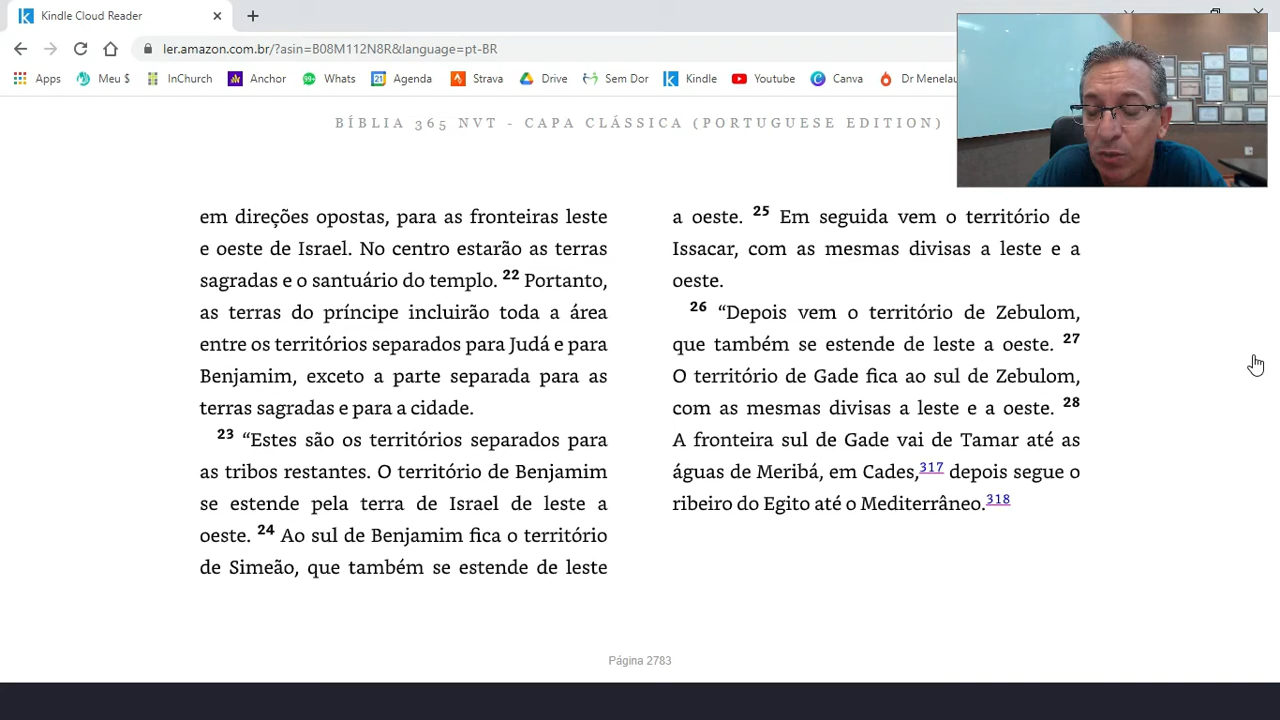 Kindle Cloud Reader
ler.amazon.com.br/?asin=B08M112N8R&language=pt-BR
Apps Meu $ InChurch Anchor Whats Agenda Strava Drive Sem Dor Kindle Youtube Canva Dr Menelau
BÍBLIA 365 NVT - CAPA CLÁSSICA (PORTUGUESE EDITION)
em direções opostas, para as fronteiras leste
e oeste de Israel. No centro estarão as terras
sagradas e o santuário do templo. 22 Portanto,
as terras do príncipe incluirão toda a área
entre os territórios separados para Judá e para
Benjamim, exceto a parte separada para as
terras sagradas e para a cidade.
23 “Estes são os territórios separados para
as tribos restantes. O território de Benjamim
se estende pela terra de Israel de leste a
oeste. 24 Ao sul de Benjamim fica o território
de Simeão, que também se estende de leste
a oeste. 25 Em seguida vem o território de
Issacar, com as mesmas divisas a leste e a
oeste.
26 “Depois vem o território de Zebulom,
que também se estende de leste a oeste. 27
O território de Gade fica ao sul de Zebulom,
com as mesmas divisas a leste e a oeste. 28
A fronteira sul de Gade vai de Tamar até as
águas de Meribá, em Cades,317 depois segue o
ribeiro do Egito até o Mediterrâneo.318
Página 2783